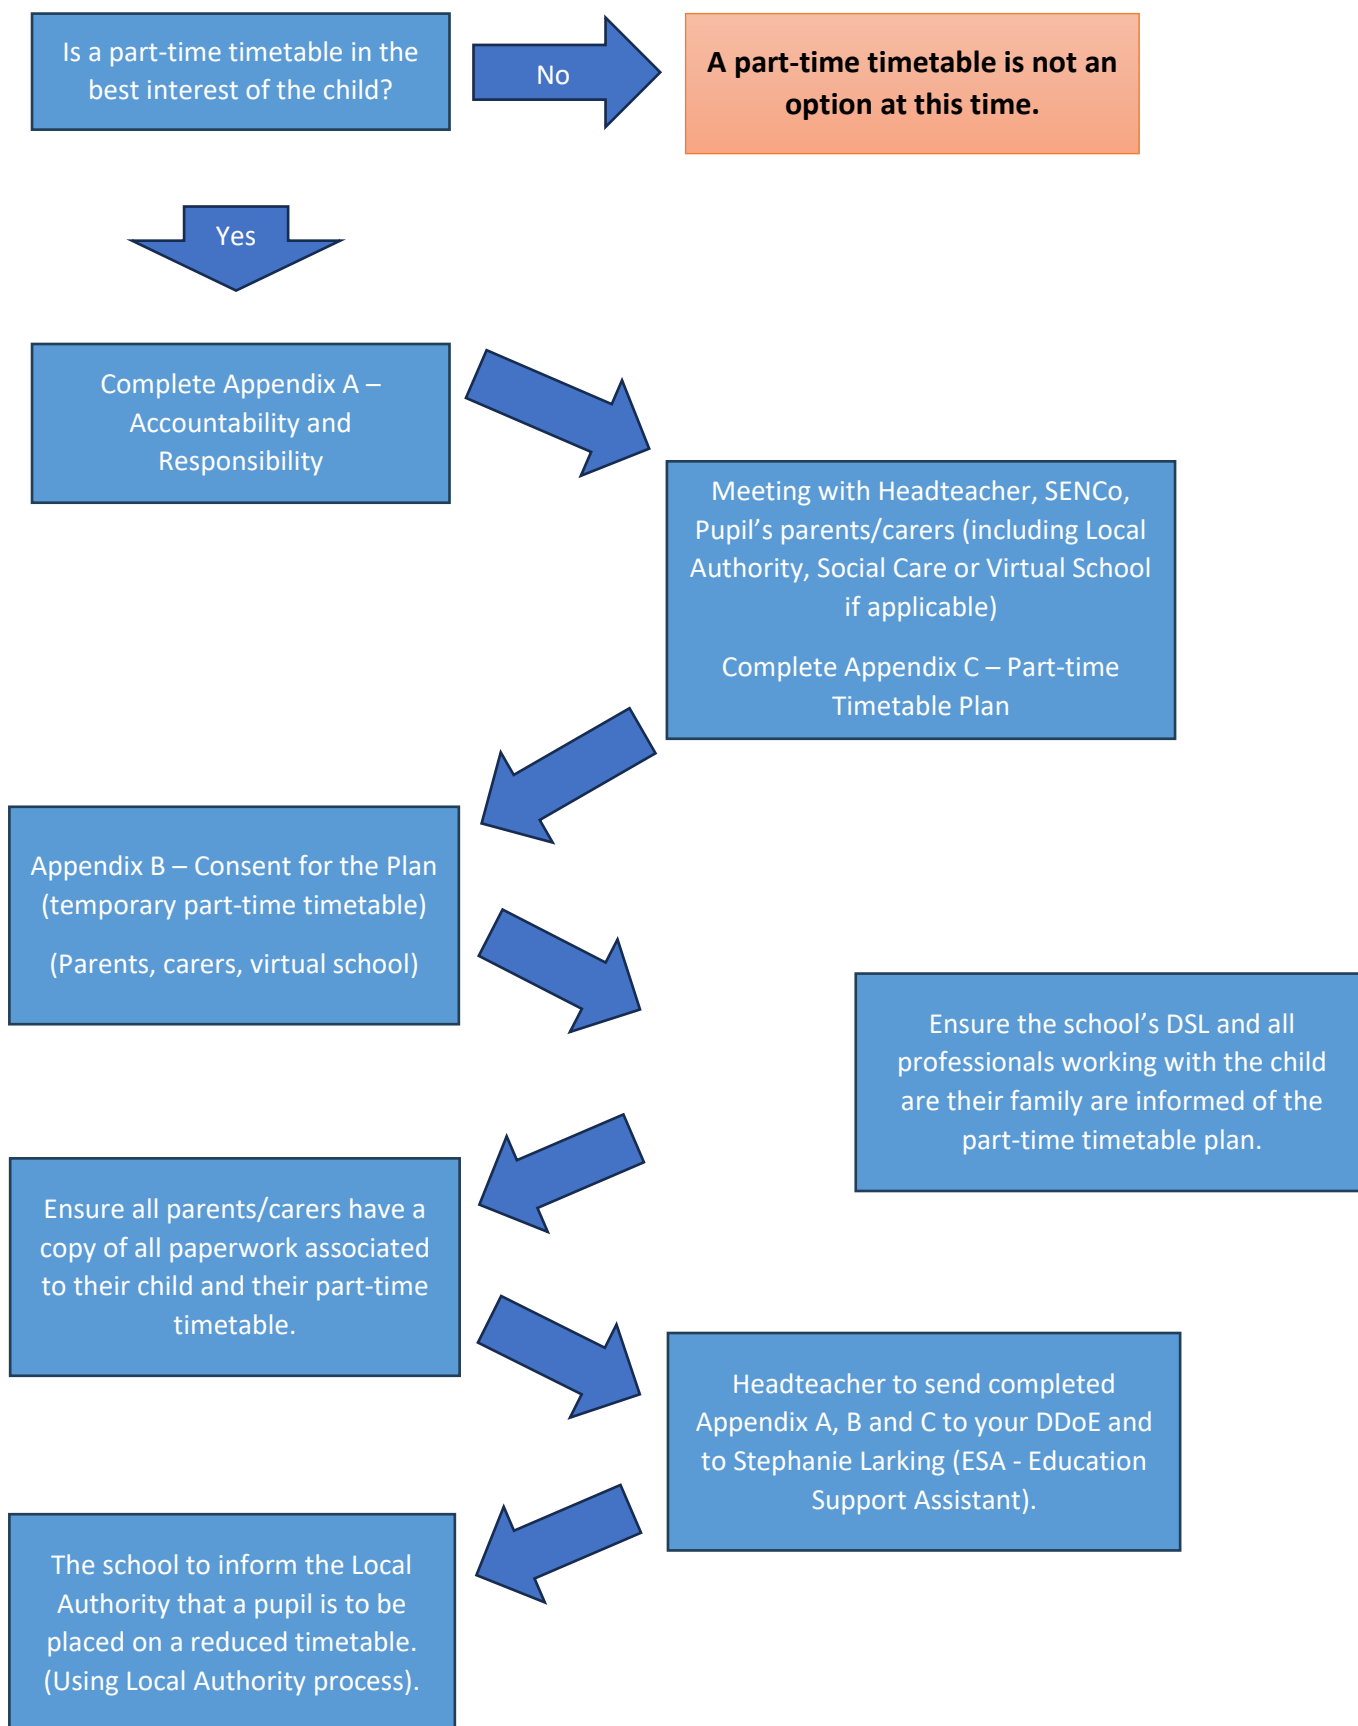 Is a part-time timetable in the
best interest of the child?
No
A part-time timetable is not an
option at this time.
Yes
Complete Appendix A –
Accountability and
Responsibility
Meeting with Headteacher, SENCo,
Pupil’s parents/carers (including Local
Authority, Social Care or Virtual School
if applicable)
Complete Appendix C – Part-time
Timetable Plan
Appendix B – Consent for the Plan
(temporary part-time timetable)
(Parents, carers, virtual school)
Ensure the school’s DSL and all
professionals working with the child
are their family are informed of the
part-time timetable plan.
Ensure all parents/carers have a
copy of all paperwork associated
to their child and their part-time
timetable.
Headteacher to send completed
Appendix A, B and C to your DDoE and
to Stephanie Larking (ESA - Education
Support Assistant).
The school to inform the Local
Authority that a pupil is to be
placed on a reduced timetable.
(Using Local Authority process).